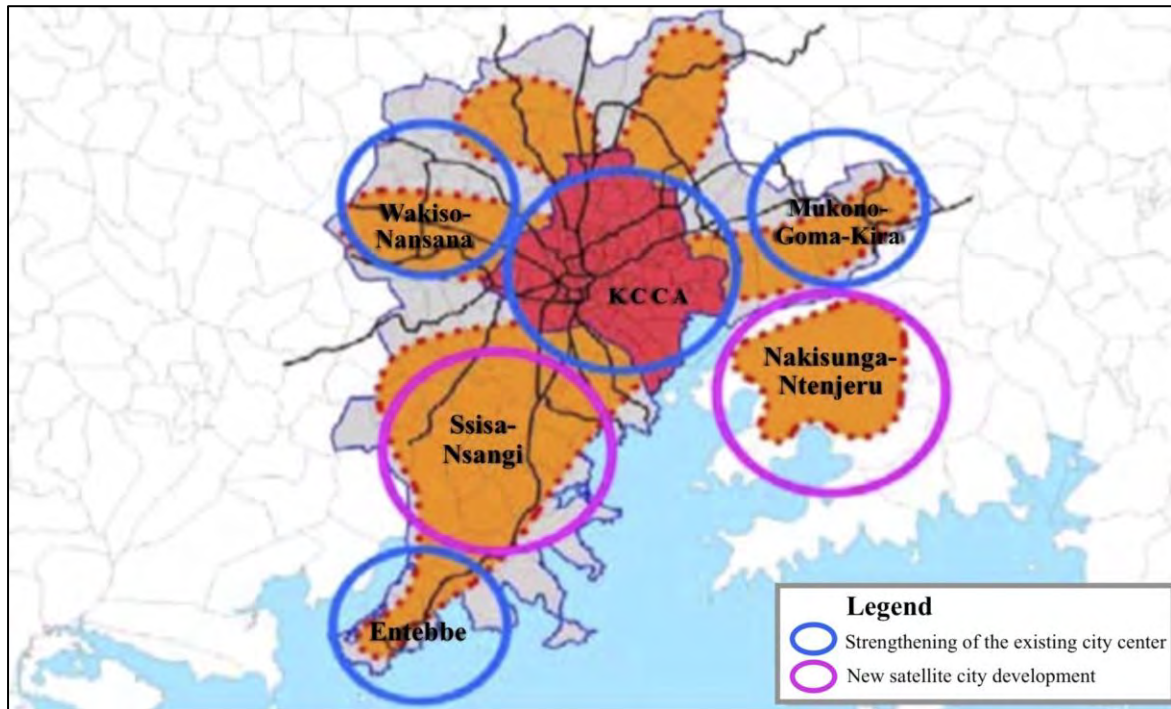 Wakiso-
Nansana
Mukono-
Goma-Kira
KCCA
Nakisunga-
Ntenjeru
Ssisa-
Nsangi
Entebbe
Legend
Strengthening of the existing city center
New satellite city development